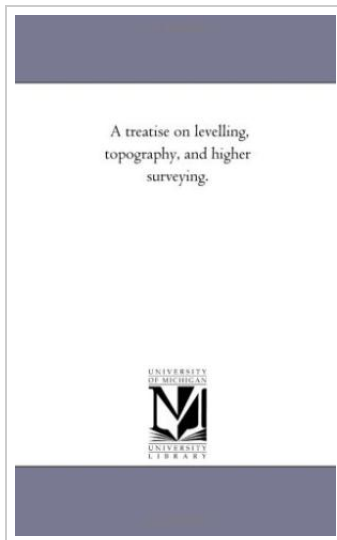 A treatise on levelling,
topography, and higher
surveying.
UNIVERSITY
OF MICHIGAN
UNIVERSITY
LIBRARY